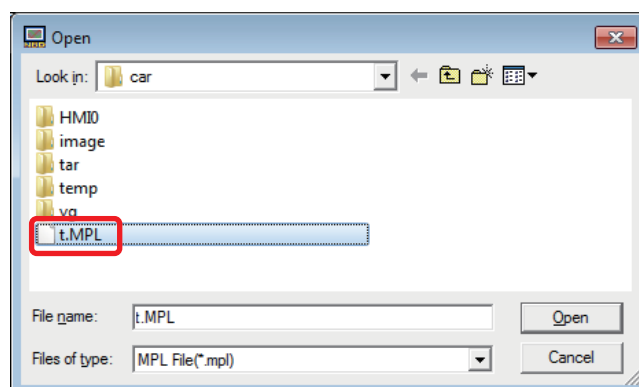 Open
Look in: car
HMI0
image
tar
temp
vg
t.MPL
File name: t.MPL Open
Files of type: MPL File(*.mpl) Cancel